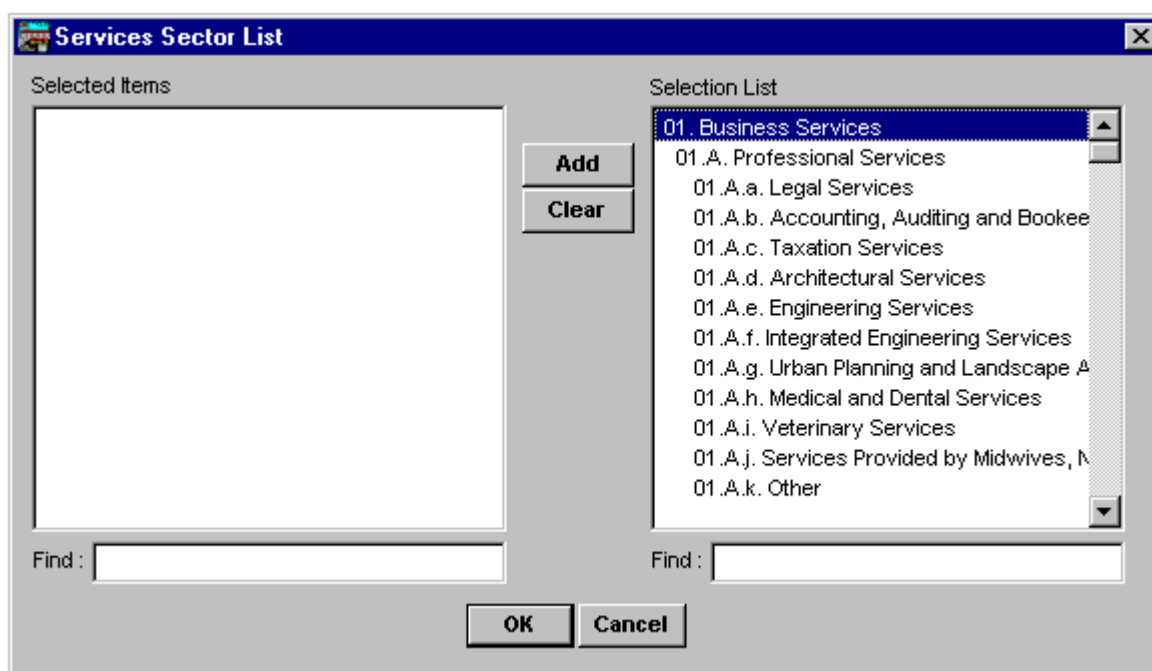 Services Sector List
Selected Items
Selection List
01. Business Services
01.A. Professional Services
01.A.a. Legal Services
01.A.b. Accounting, Auditing and Bookee
01.A.c. Taxation Services
01.A.d. Architectural Services
01.A.e. Engineering Services
01.A.f. Integrated Engineering Services
01.A.g. Urban Planning and Landscape A
01.A.h. Medical and Dental Services
01.A.i. Veterinary Services
01.A.j. Services Provided by Midwives, N
01.A.k. Other
Add
Clear
Find :
Find :
OK
Cancel